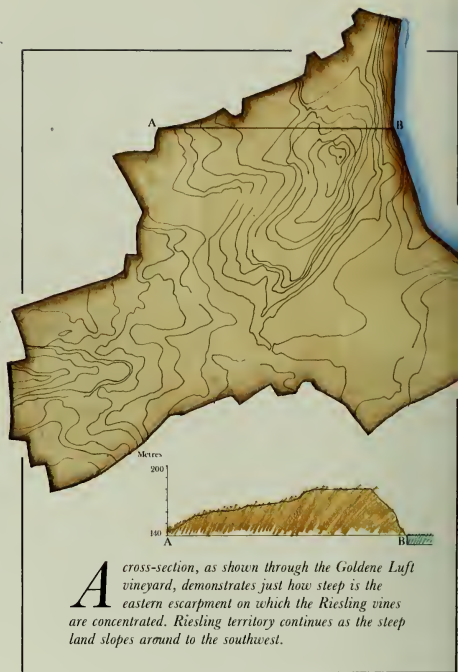 A B
Metres
200
140
A B
A cross-section, as shown through the Goldene Luft
vineyard, demonstrates just how steep is the
eastern escarpment on which the Riesling vines
are concentrated. Riesling territory continues as the steep
land slopes around to the southwest.